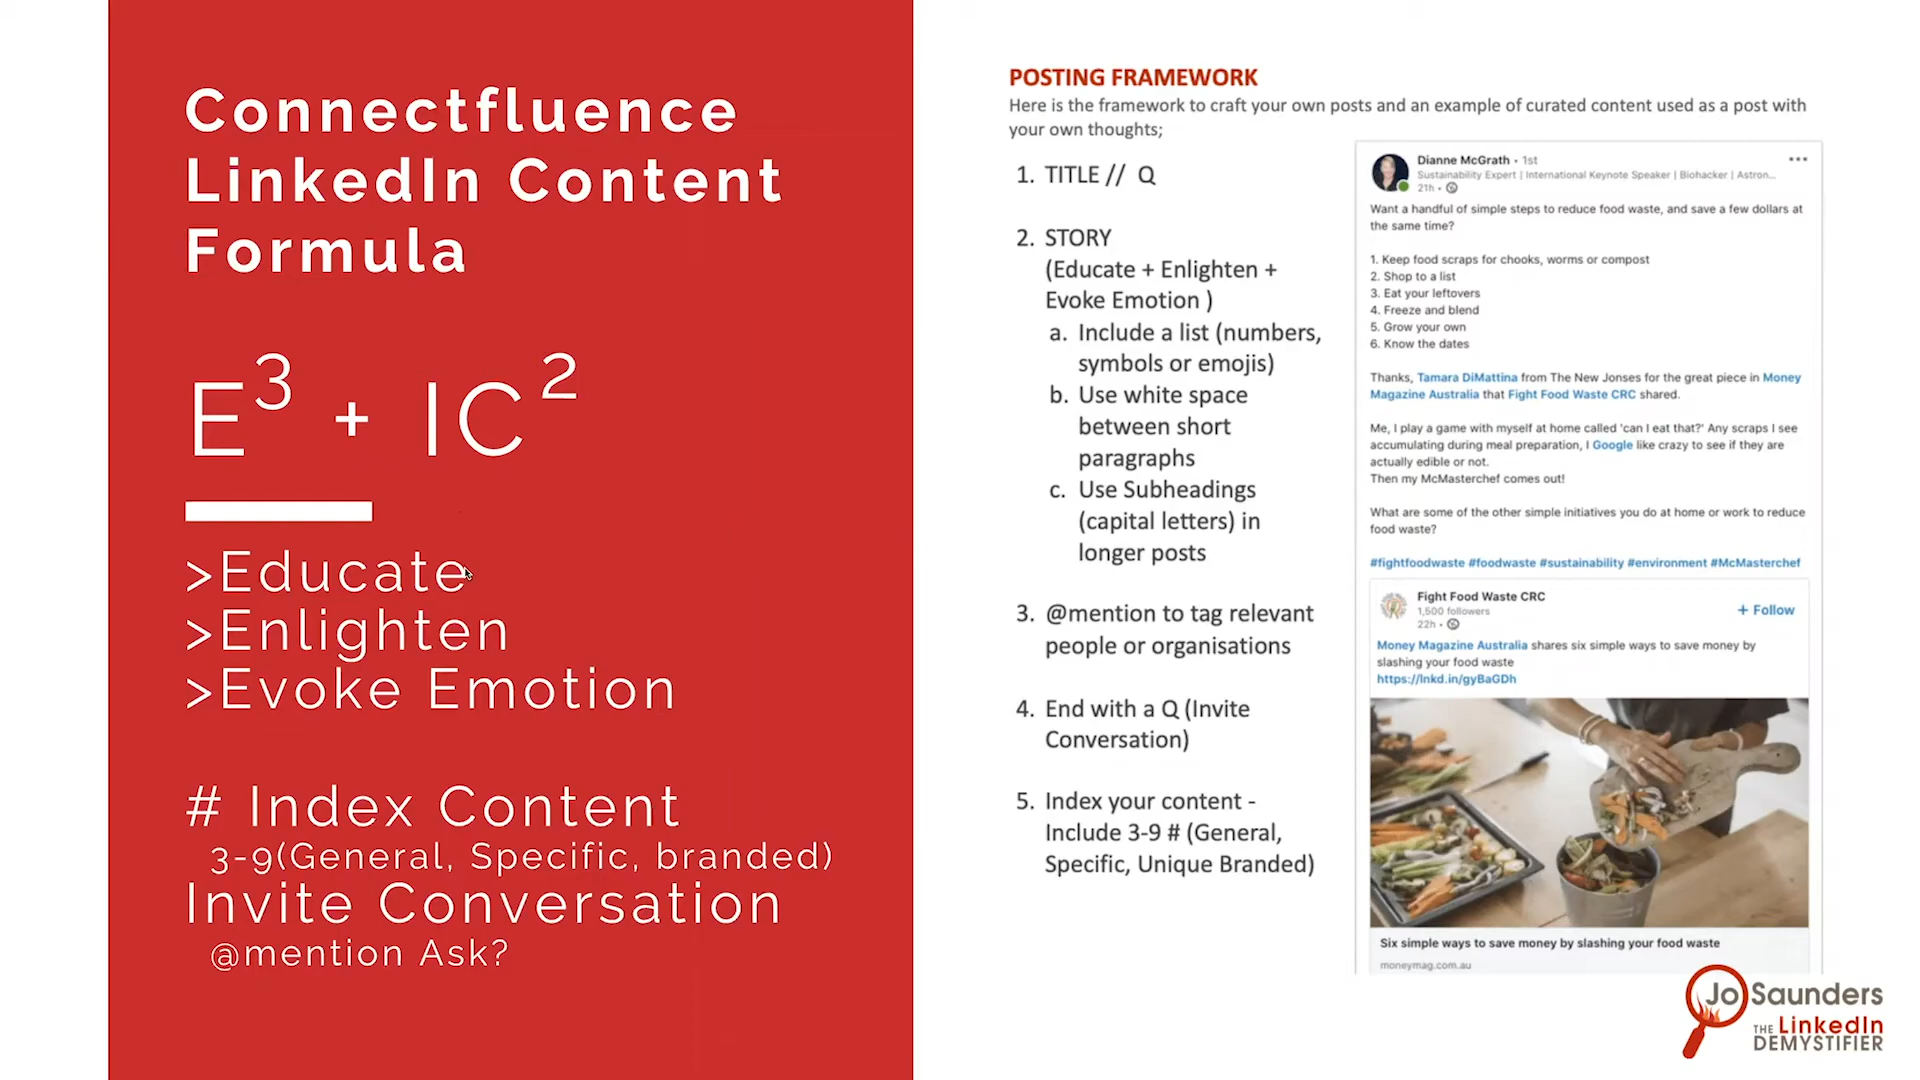 Connectfluence
LinkedIn Content
Formula
E³ + IC²
>Educate
>Enlighten
>Evoke Emotion
# Index Content
3-9(General, Specific, branded)
Invite Conversation
@mention Ask?
POSTING FRAMEWORK
Here is the framework to craft your own posts and an example of curated content used as a post with
your own thoughts;
1. TITLE // Q
2. STORY
(Educate + Enlighten +
Evoke Emotion )
a. Include a list (numbers,
symbols or emojis)
b. Use white space
between short
paragraphs
c. Use Subheadings
(capital letters) in
longer posts
3. @mention to tag relevant
people or organisations
4. End with a Q (Invite
Conversation)
5. Index your content -
Include 3-9 # (General,
Specific, Unique Branded)
Dianne McGrath • 1st
Sustainability Expert | International Keynote Speaker | Biohacker | Astron...
21h •
Want a handful of simple steps to reduce food waste, and save a few dollars at
the same time?
1. Keep food scraps for chooks, worms or compost
2. Shop to a list
3. Eat your leftovers
4. Freeze and blend
5. Grow your own
6. Know the dates
Thanks, Tamara DiMattina from The New Jonses for the great piece in Money
Magazine Australia that Fight Food Waste CRC shared.
Me, I play a game with myself at home called 'can I eat that?' Any scraps I see
accumulating during meal preparation, I Google like crazy to see if they are
actually edible or not.
Then my McMasterchef comes out!
What are some of the other simple initiatives you do at home or work to reduce
food waste?
#fightfoodwaste #foodwaste #sustainability #environment #McMasterchef
Fight Food Waste CRC
1,500 followers
22h •
+ Follow
Money Magazine Australia shares six simple ways to save money by
slashing your food waste
https://lnkd.in/gyBaGDh
Six simple ways to save money by slashing your food waste
moneymag.com.au
Jo Saunders
THE LinkedIn
DEMYSTIFIER